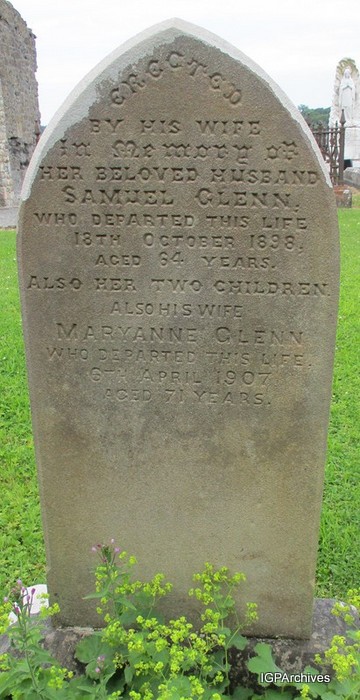 ERECTED
BY HIS WIFE
in Memory of
HER BELOVED HUSBAND
SAMUEL GLENN,
WHO DEPARTED THIS LIFE
18TH OCTOBER 1898,
AGED 64 YEARS.
ALSO HER TWO CHILDREN.
ALSO HIS WIFE
MARYANNE GLENN
WHO DEPARTED THIS LIFE,
6TH APRIL 1907
AGED 71 YEARS.
IGPArchives